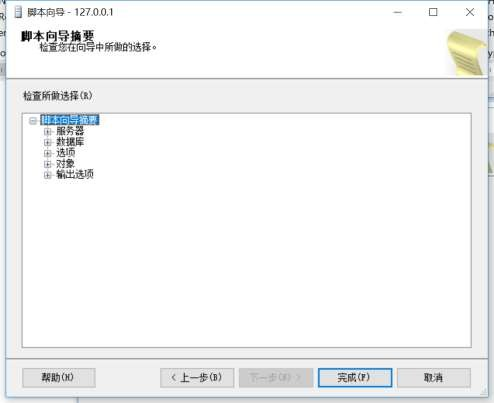 脚本向导 - 127.0.0.1
脚本向导摘要
检查您在向导中所做的选择。
检查所做选择(R)
脚本向导摘要
服务器
数据库
选项
对象
输出选项
帮助(H)
< 上一步(B)
下一步(N) >
完成(F)
取消